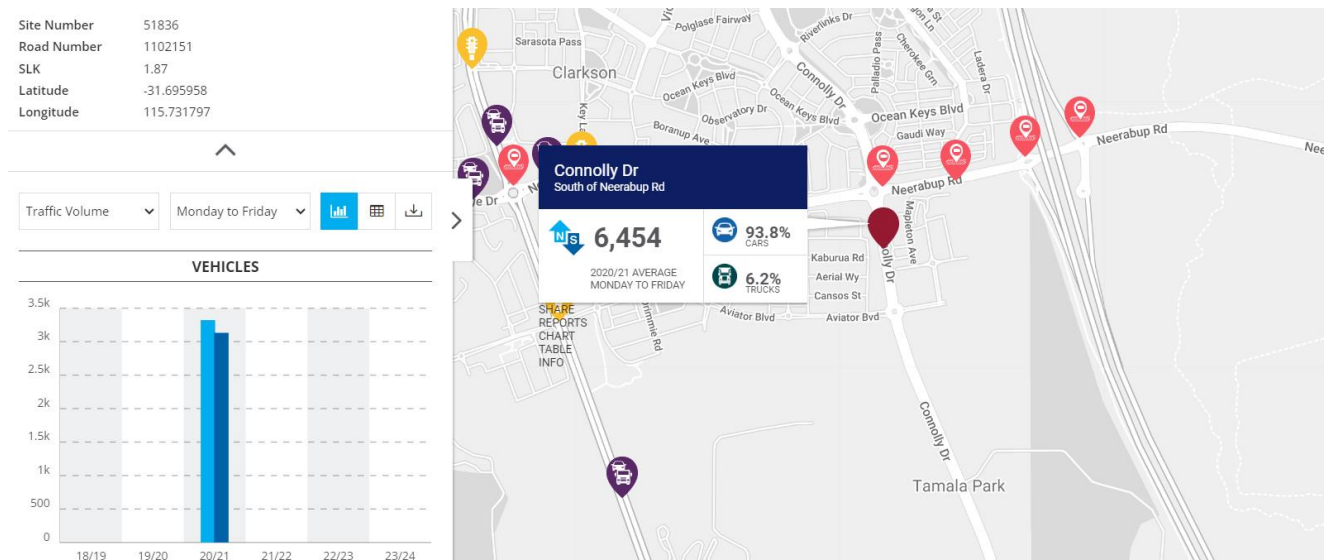 Site Number 51836
Road Number 1102151
SLK 1.87
Latitude -31.695958
Longitude 115.731797
Traffic Volume
Monday to Friday
VEHICLES
3.5k
3k
2.5k
2k
1.5k
1k
500
0
18/19 19/20 20/21 21/22 22/23 23/24
Polglase Fairway
Riverlinks Dr
Sarasota Pass
Clarkson
Connolly Dr
Palladio Pass
Cherokee Grn
Ladera Dr
Ocean Keys Blvd
Ocean Keys Blvd
Ocean Keys Blvd
Observatory Dr
Boranup Ave
Gaudi Way
Neerabup Rd
Neerabup Rd
Connolly Dr
South of Neerabup Rd
N S 6,454
2020/21 AVERAGE
MONDAY TO FRIDAY
93.8%
CARS
6.2%
TRUCKS
Mapleton Ave
Kaburua Rd
Aerial Wy
Cansos St
Aviator Blvd
Aviator Bvd
SHARE
REPORTS
CHART
TABLE
INFO
Connolly Dr
Tamala Park